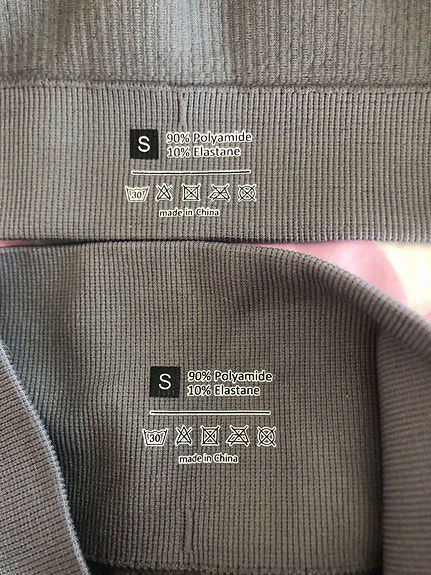 S
90% Polyamide
10% Elastane
30
made in China
S
90% Polyamide
10% Elastane
30
made in China